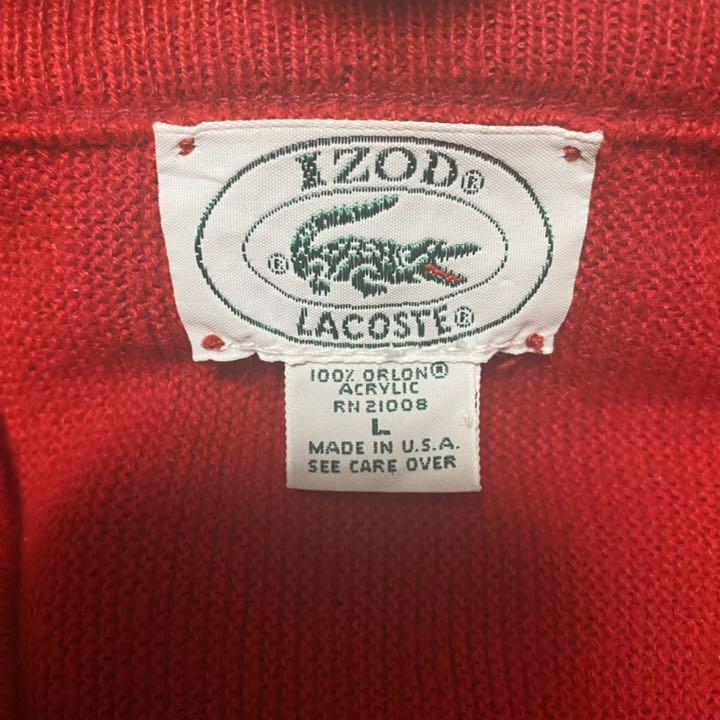 IZOD®
®
LACOSTE®
100% ORLON®
ACRYLIC
RN 21008
L
MADE IN U.S.A.
SEE CARE OVER